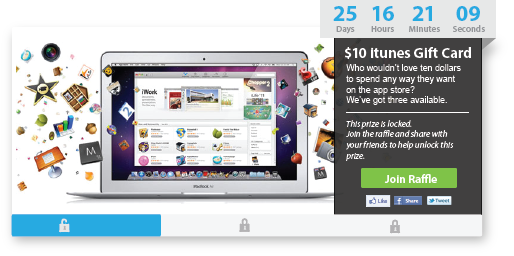 25 16 21 09
Days Hours Minutes Seconds
$10 itunes Gift Card
Who wouldn't love ten dollars
to spend any way they want
on the app store?
We've got three available.
This prize is locked.
Join the raffle and share with
your friends to help unlock this
prize.
Join Raffle
Like Share Tweet
iWork
Chopper 2
MacBook Air